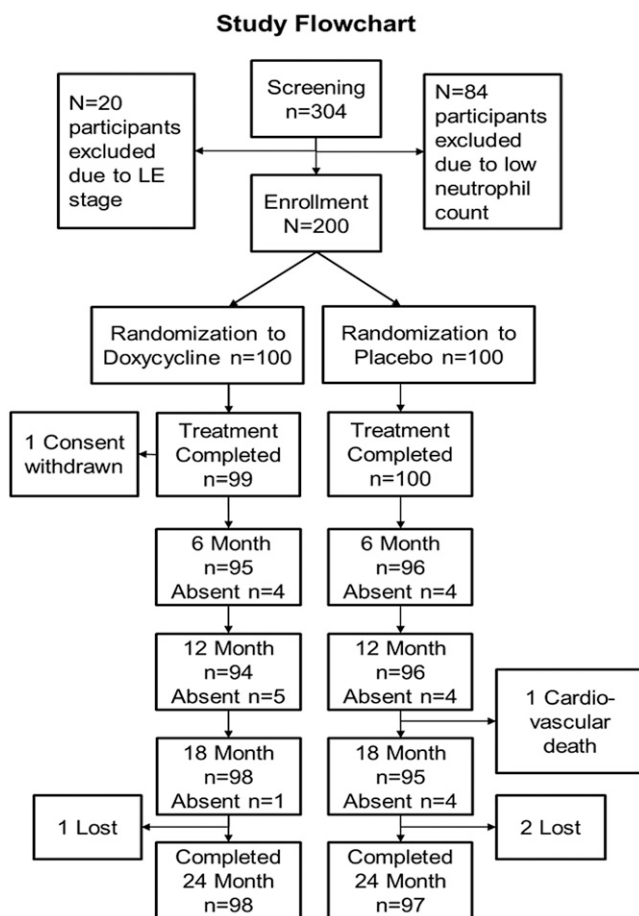 Study Flowchart
N=20
participants
excluded
due to LE
stage
Screening
n=304
N=84
participants
excluded
due to low
neutrophil
count
Enrollment
N=200
Randomization to
Doxycycline n=100
Randomization to
Placebo n=100
1 Consent
withdrawn
Treatment
Completed
n=99
Treatment
Completed
n=100
6 Month
n=95
Absent n=4
6 Month
n=96
Absent n=4
12 Month
n=94
Absent n=5
12 Month
n=96
Absent n=4
1 Cardio-
vascular
death
18 Month
n=98
Absent n=1
18 Month
n=95
Absent n=4
1 Lost
2 Lost
Completed
24 Month
n=98
Completed
24 Month
n=97